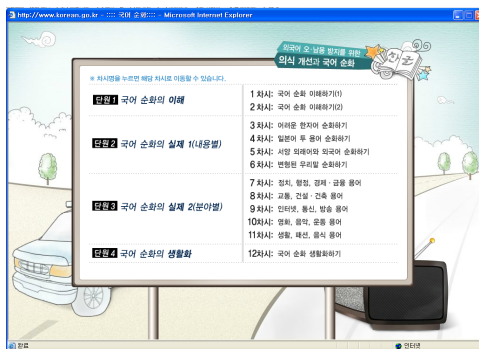 http://www.korean.go.kr - :::: 국어 순화:::: - Microsoft Internet Explorer
외국어 오·남용 방지를 위한
의식 개선과 국어 순화
※ 차시명을 누르면 해당 차시로 이동할 수 있습니다.
단원 1 국어 순화의 이해
1 차시: 국어 순화 이해하기(1)
2 차시: 국어 순화 이해하기(2)
단원 2 국어 순화의 실제 1(내용별)
3 차시: 어려운 한자어 순화하기
4 차시: 일본어 투 용어 순화하기
5 차시: 서양 외래어와 외국어 순화하기
6 차시: 변형된 우리말 순화하기
단원 3 국어 순화의 실제 2(분야별)
7 차시: 정치, 행정, 경제·금융 용어
8 차시: 교통, 건설·건축 용어
9 차시: 인터넷, 통신, 방송 용어
10차시: 영화, 음악, 운동 용어
11차시: 생활, 패션, 음식 용어
단원 4 국어 순화의 생활화
12차시: 국어 순화 생활화하기
완료
인터넷